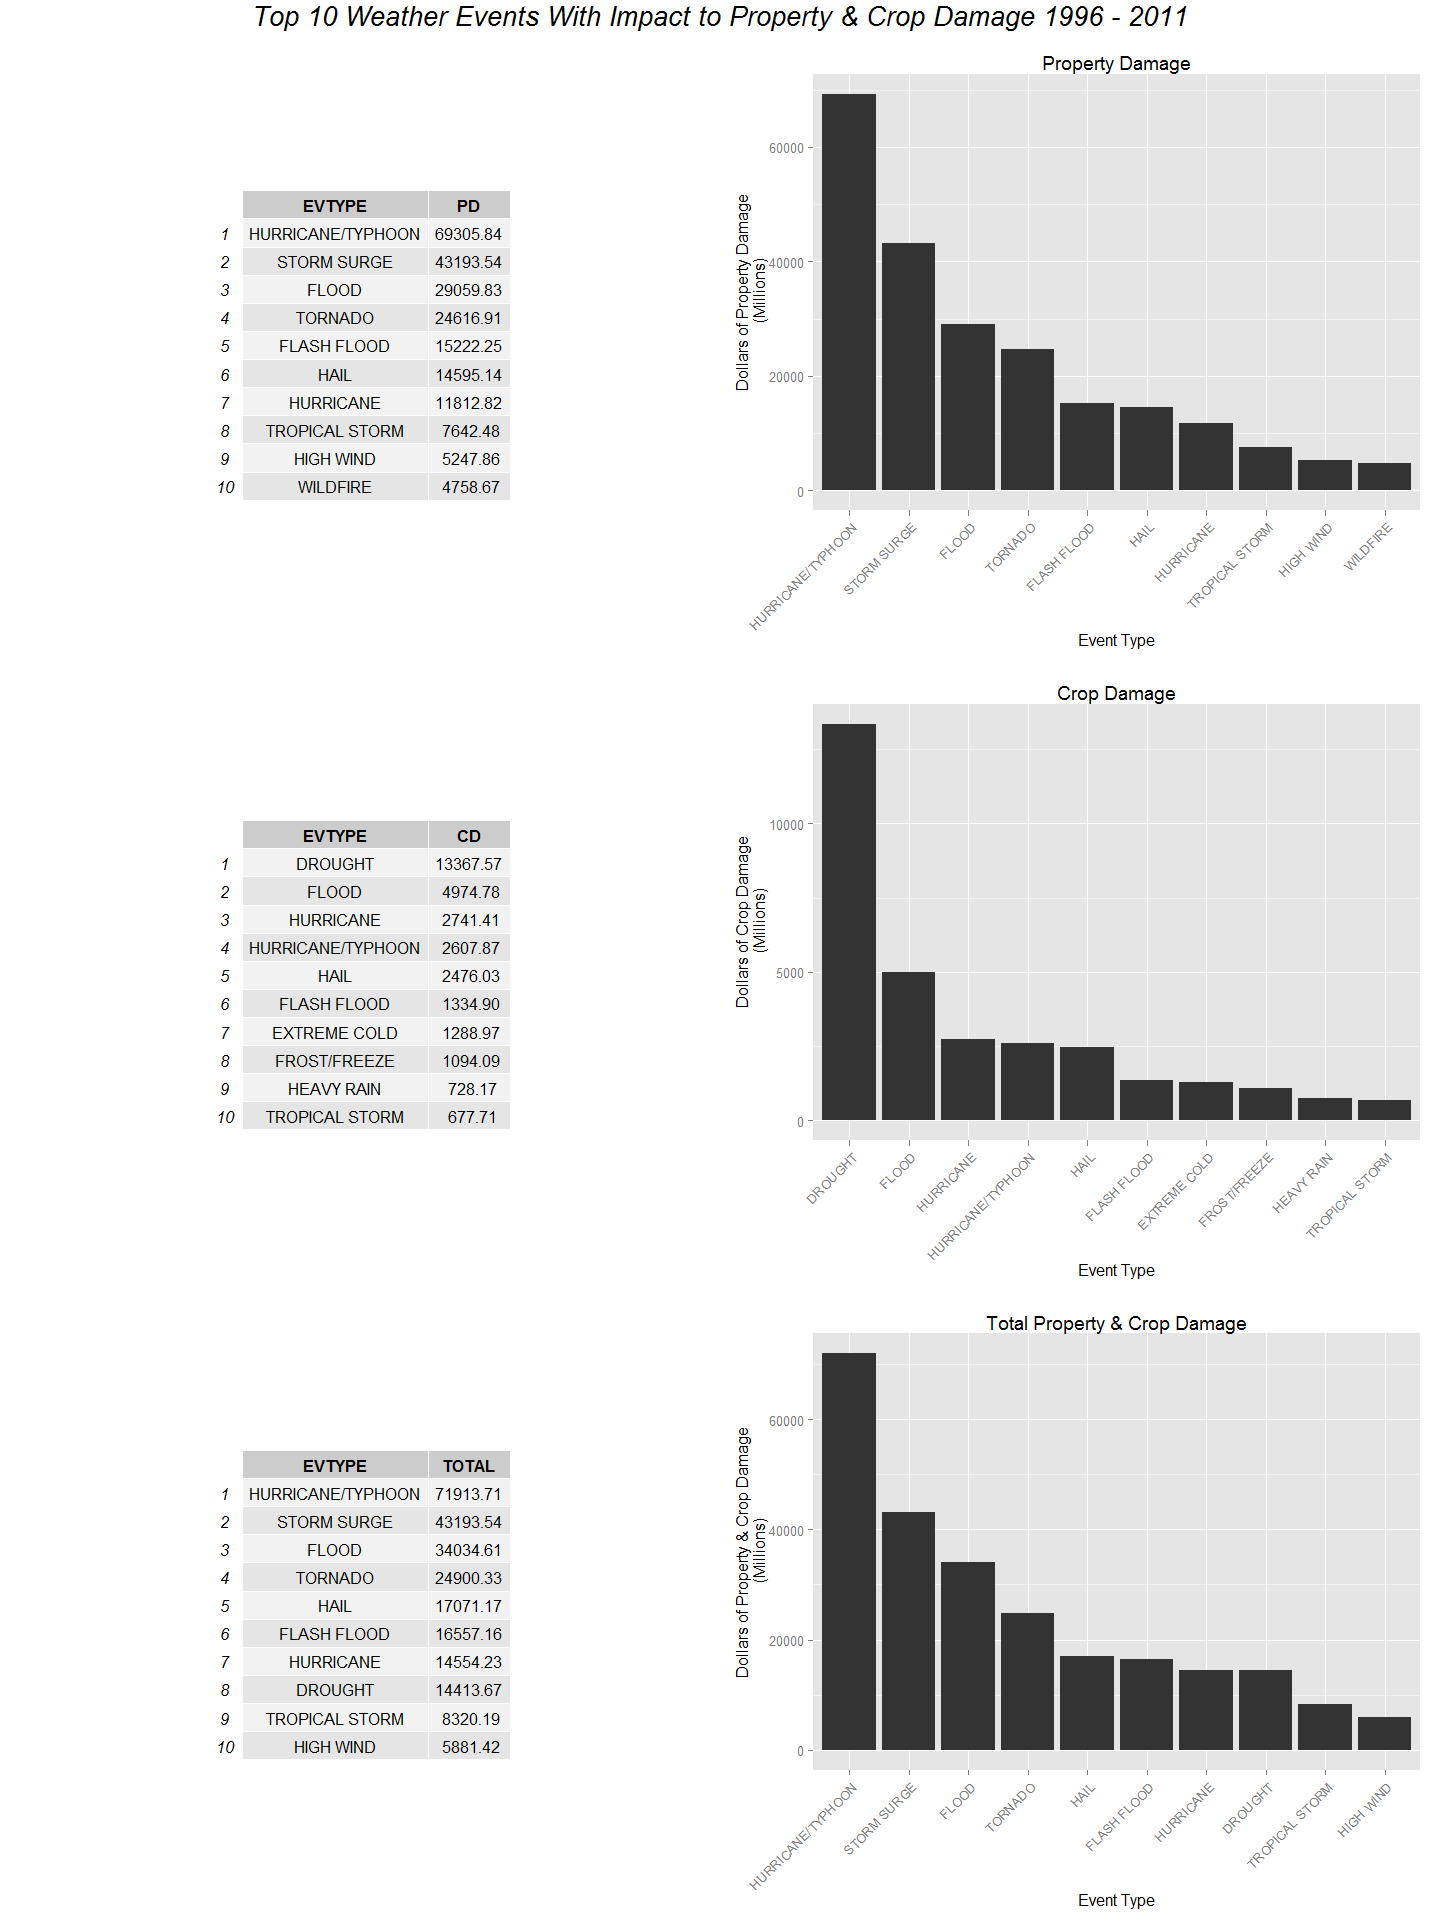 Top 10 Weather Events With Impact to Property & Crop Damage 1996 - 2011
EVTYPE PD
1 HURRICANE/TYPHOON 69305.84
2 STORM SURGE 43193.54
3 FLOOD 29059.83
4 TORNADO 24616.91
5 FLASH FLOOD 15222.25
6 HAIL 14595.14
7 HURRICANE 11812.82
8 TROPICAL STORM 7642.48
9 HIGH WIND 5247.86
10 WILDFIRE 4758.67
Property Damage
Dollars of Property Damage
(Millions)
60000
40000
20000
0
HURRICANE/TYPHOON
STORM SURGE
FLOOD
TORNADO
FLASH FLOOD
HAIL
HURRICANE
TROPICAL STORM
HIGH WIND
WILDFIRE
Event Type
EVTYPE CD
1 DROUGHT 13367.57
2 FLOOD 4974.78
3 HURRICANE 2741.41
4 HURRICANE/TYPHOON 2607.87
5 HAIL 2476.03
6 FLASH FLOOD 1334.90
7 EXTREME COLD 1288.97
8 FROST/FREEZE 1094.09
9 HEAVY RAIN 728.17
10 TROPICAL STORM 677.71
Crop Damage
Dollars of Crop Damage
(Millions)
10000
5000
0
DROUGHT
FLOOD
HURRICANE
HURRICANE/TYPHOON
HAIL
FLASH FLOOD
EXTREME COLD
FROST/FREEZE
HEAVY RAIN
TROPICAL STORM
Event Type
EVTYPE TOTAL
1 HURRICANE/TYPHOON 71913.71
2 STORM SURGE 43193.54
3 FLOOD 34034.61
4 TORNADO 24900.33
5 HAIL 17071.17
6 FLASH FLOOD 16557.16
7 HURRICANE 14554.23
8 DROUGHT 14413.67
9 TROPICAL STORM 8320.19
10 HIGH WIND 5881.42
Total Property & Crop Damage
Dollars of Property & Crop Damage
(Millions)
60000
40000
20000
0
HURRICANE/TYPHOON
STORM SURGE
FLOOD
TORNADO
HAIL
FLASH FLOOD
HURRICANE
DROUGHT
TROPICAL STORM
HIGH WIND
Event Type